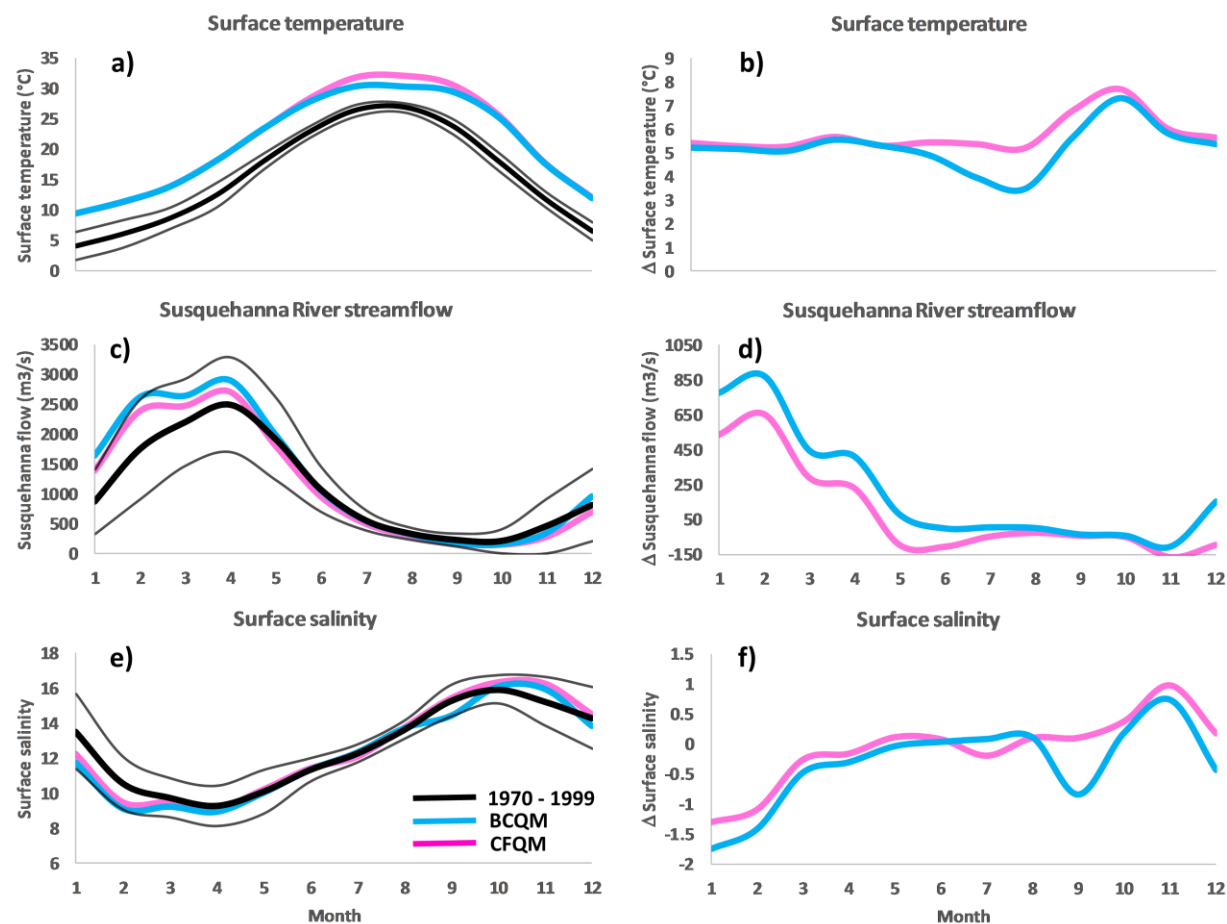 Surface temperature
a)
Surface temperature (°C)
35
30
25
20
15
10
5
0
Surface temperature
b)
Δ Surface temperature (°C)
9
8
7
6
5
4
3
2
1
0
Susquehanna River streamflow
c)
Susquehanna flow (m3/s)
3500
3000
2500
2000
1500
1000
500
0
1 2 3 4 5 6 7 8 9 10 11 12
Susquehanna River streamflow
d)
Δ Susquehanna flow (m3/s)
1050
850
650
450
250
50
-150
1 2 3 4 5 6 7 8 9 10 11 12
Surface salinity
e)
Surface salinity
18
16
14
12
10
8
6
1970 - 1999
BCQM
CFQM
1 2 3 4 5 6 7 8 9 10 11 12
Month
Surface salinity
f)
Δ Surface salinity
1.5
1
0.5
0
-0.5
-1
-1.5
-2
1 2 3 4 5 6 7 8 9 10 11 12
Month